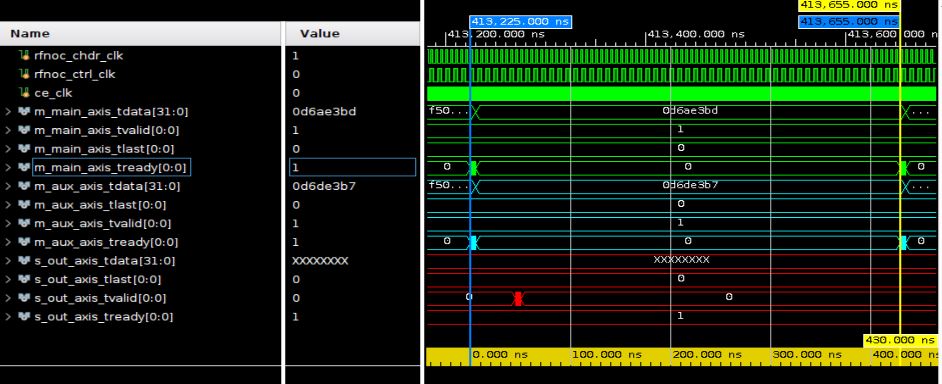 413,655.000 ns
413,225.000 ns 413,655.000 ns
Name Value 413,200.000 ns 413,400.000 ns 413,600.000 ns
rfnoc_chdr_clk 1
rfnoc_ctrl_clk 0
ce_clk 0
m_main_axis_tdata[31:0] 0d6ae3bd f50... 0d6ae3bd ...
m_main_axis_tvalid[0:0] 1 1
m_main_axis_tlast[0:0] 0 0
m_main_axis_tready[0:0] 1 0 0 0
m_aux_axis_tdata[31:0] 0d6de3b7 f50... 0d6de3b7 ...
m_aux_axis_tlast[0:0] 0 0
m_aux_axis_tvalid[0:0] 1 1
m_aux_axis_tready[0:0] 1 0 0 0
s_out_axis_tdata[31:0] XXXXXXXX XXXXXXXX
s_out_axis_tlast[0:0] 0 0
s_out_axis_tvalid[0:0] 0 0 0
s_out_axis_tready[0:0] 1 1
430.000 ns
0.000 ns 100.000 ns 200.000 ns 300.000 ns 400.000 ns